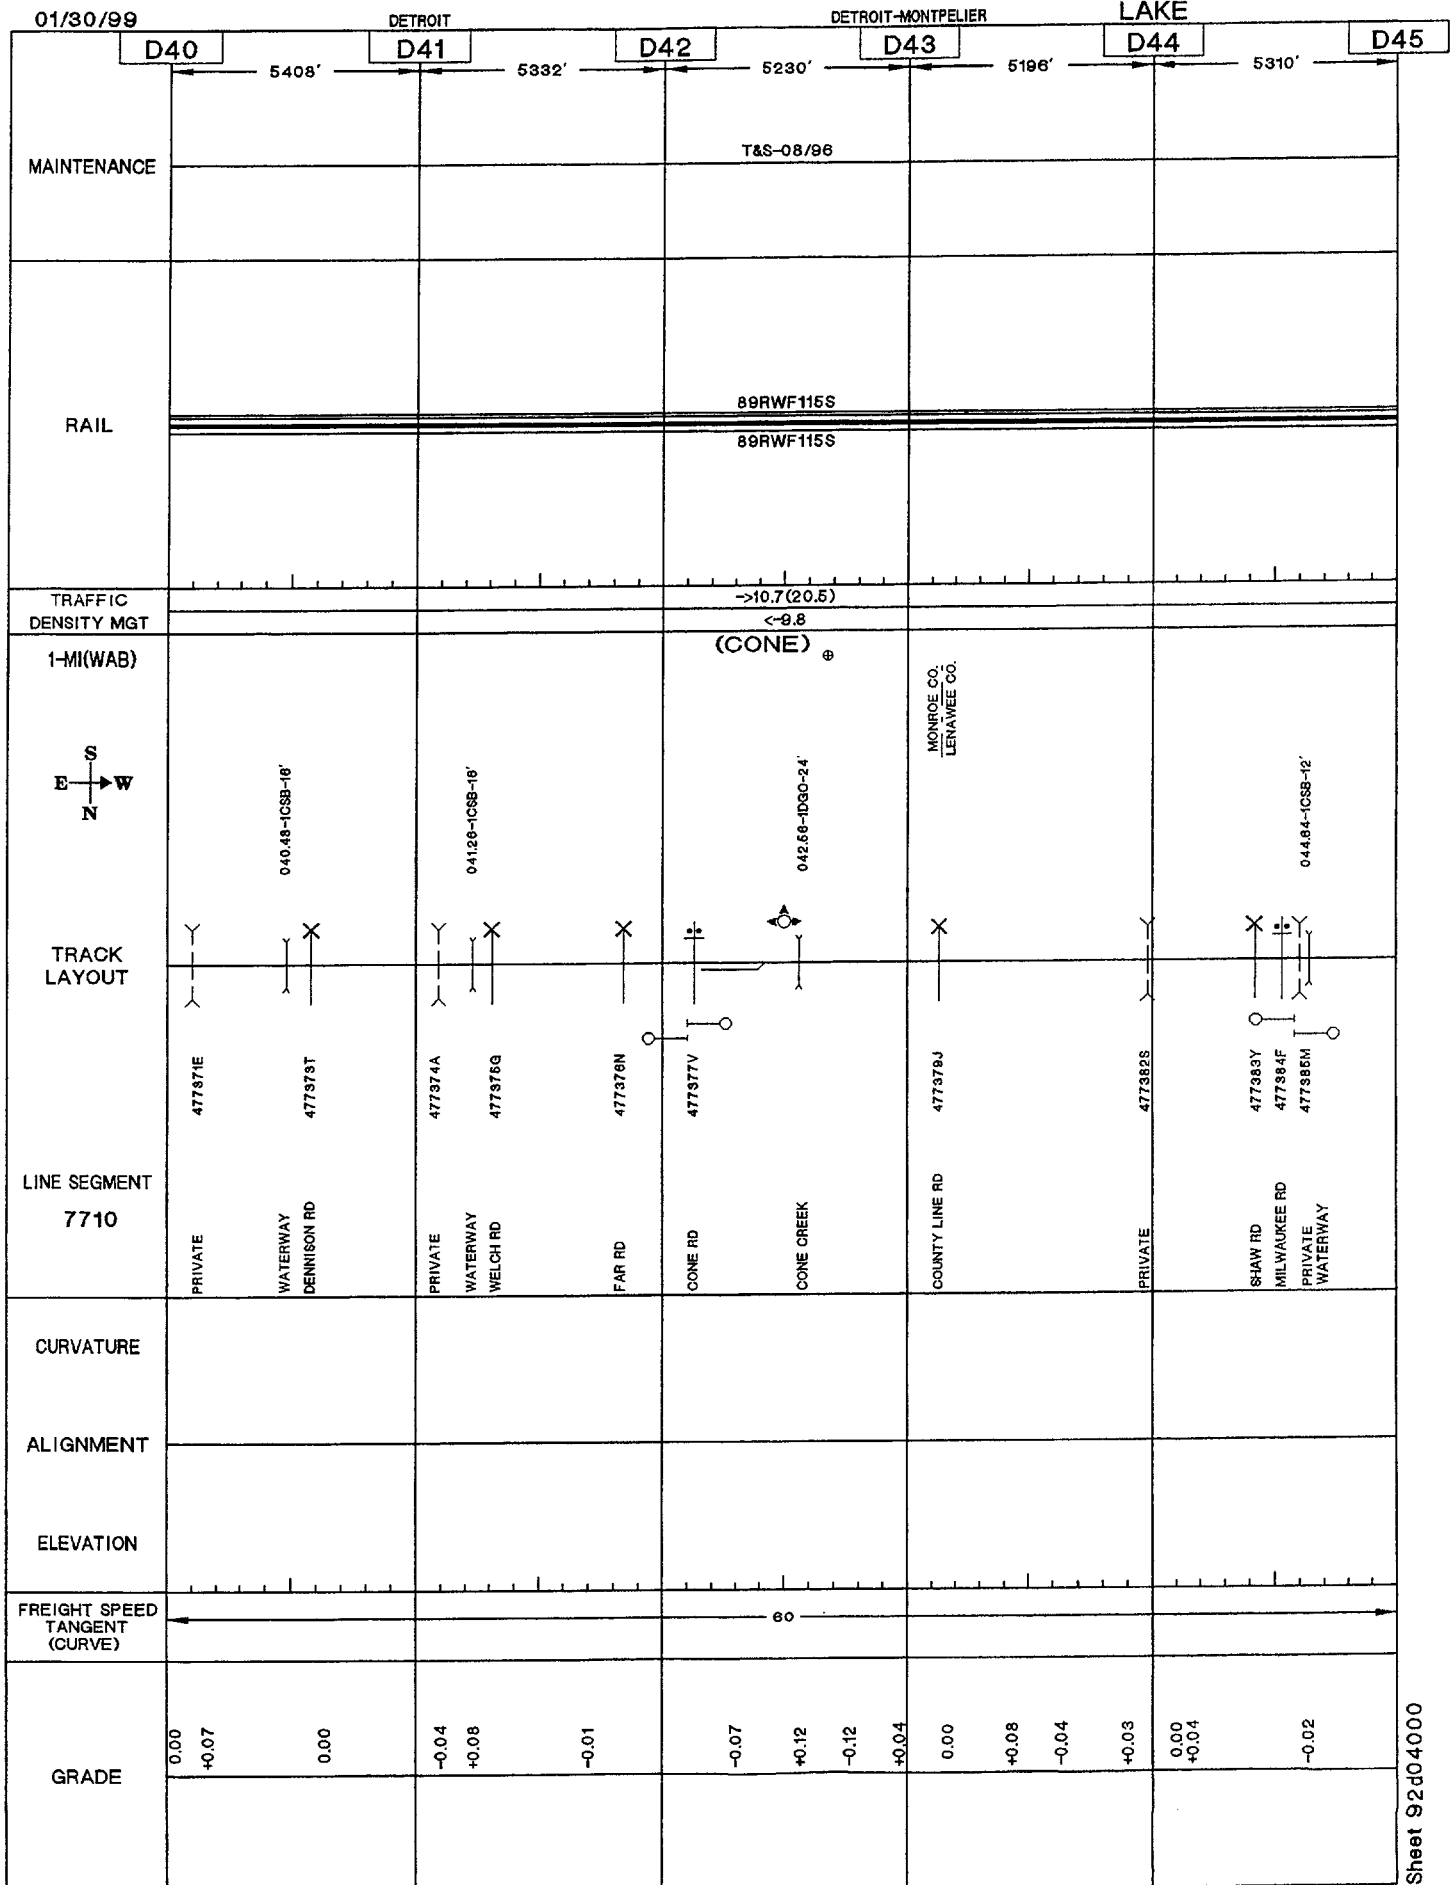 01/30/99 DETROIT DETROIT-MONTPELIER LAKE
D40 D41 D42 D43 D44 D45
5408' 5332' 5230' 5196' 5310'
MAINTENANCE
T&S-08/96
RAIL
89RWF115S
89RWF115S
TRAFFIC
DENSITY MGT
->10.7(20.5)
<-9.8
1-MI(WAB)
(CONE)
MONROE CO.
LENAWEE CO.
S
E W
N
040.48-1CSB-16'
041.26-1CSB-18'
042.56-1DGO-24'
044.64-1CSB-12'
TRACK
LAYOUT
477371E
477373T
477374A
477375G
477376N
477377V
477379J
477382S
477383Y
477384F
477385M
LINE SEGMENT
7710
PRIVATE
WATERWAY
DENNISON RD
PRIVATE
WATERWAY
WELCH RD
FAR RD
CONE RD
CONE CREEK
COUNTY LINE RD
PRIVATE
SHAW RD
MILWAUKEE RD
PRIVATE
WATERWAY
CURVATURE
ALIGNMENT
ELEVATION
FREIGHT SPEED
TANGENT
(CURVE)
60
GRADE
0.00
+0.07
0.00
-0.04
+0.08
-0.01
-0.07
+0.12
-0.12
+0.04
0.00
+0.08
-0.04
+0.03
0.00
+0.04
-0.02
Sheet 92d04000